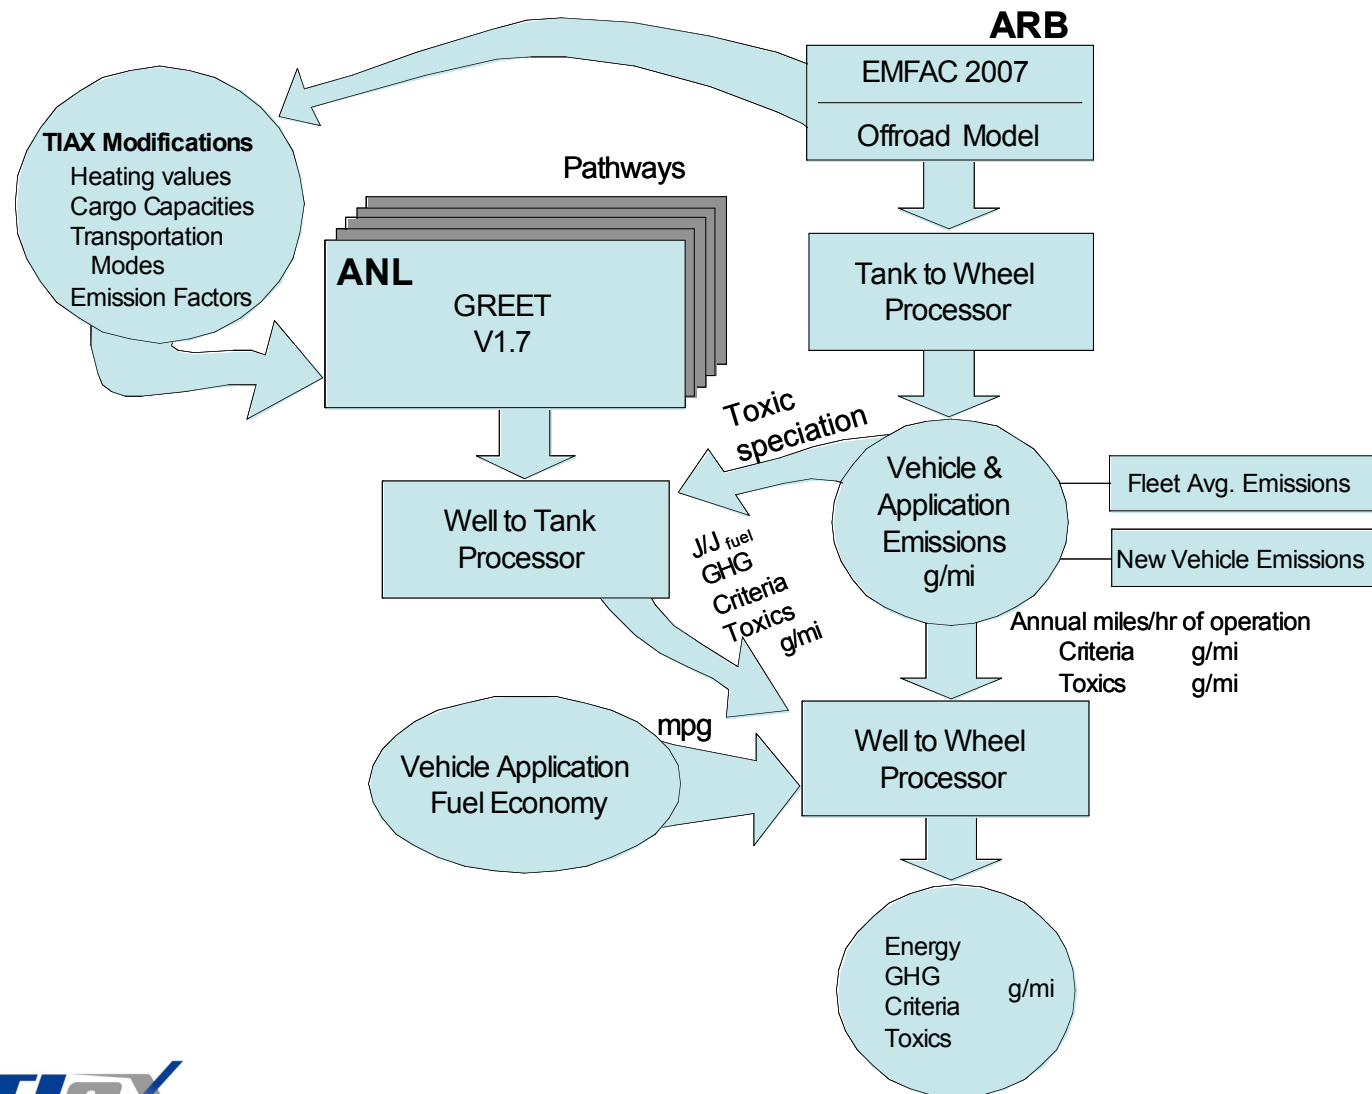 ARB
EMFAC 2007
Offroad Model
TIAX Modifications
Heating values
Cargo Capacities
Transportation
Modes
Emission Factors
Pathways
ANL
GREET
V1.7
Tank to Wheel
Processor
Toxic
speciation
Vehicle &
Application
Emissions
g/mi
Fleet Avg. Emissions
New Vehicle Emissions
Well to Tank
Processor
J/J fuel
GHG
Criteria
Toxics
g/mi
Annual miles/hr of operation
Criteria g/mi
Toxics g/mi
mpg
Vehicle Application
Fuel Economy
Well to Wheel
Processor
Energy
GHG
Criteria
Toxics
g/mi